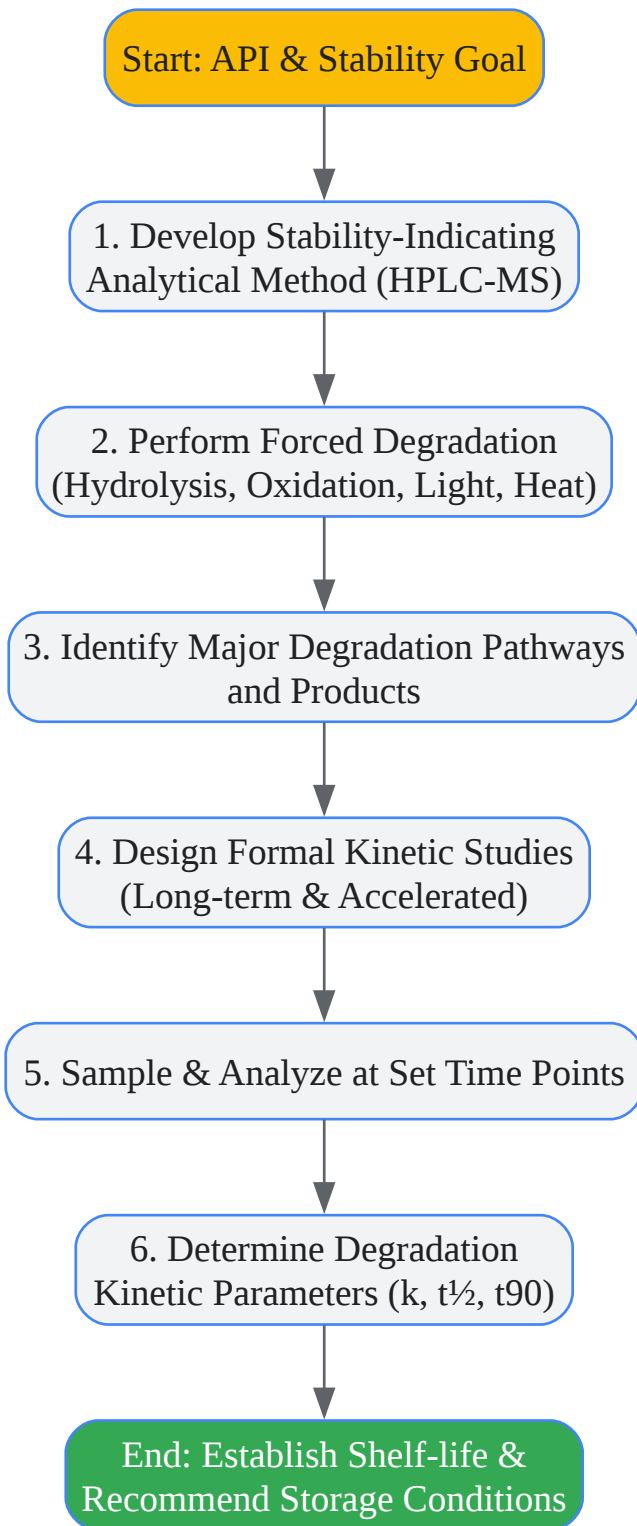 Start: API & Stability Goal
1. Develop Stability-Indicating
Analytical Method (HPLC-MS)
2. Perform Forced Degradation
(Hydrolysis, Oxidation, Light, Heat)
3. Identify Major Degradation Pathways
and Products
4. Design Formal Kinetic Studies
(Long-term & Accelerated)
5. Sample & Analyze at Set Time Points
6. Determine Degradation
Kinetic Parameters (k, t½, t90)
End: Establish Shelf-life &
Recommend Storage Conditions